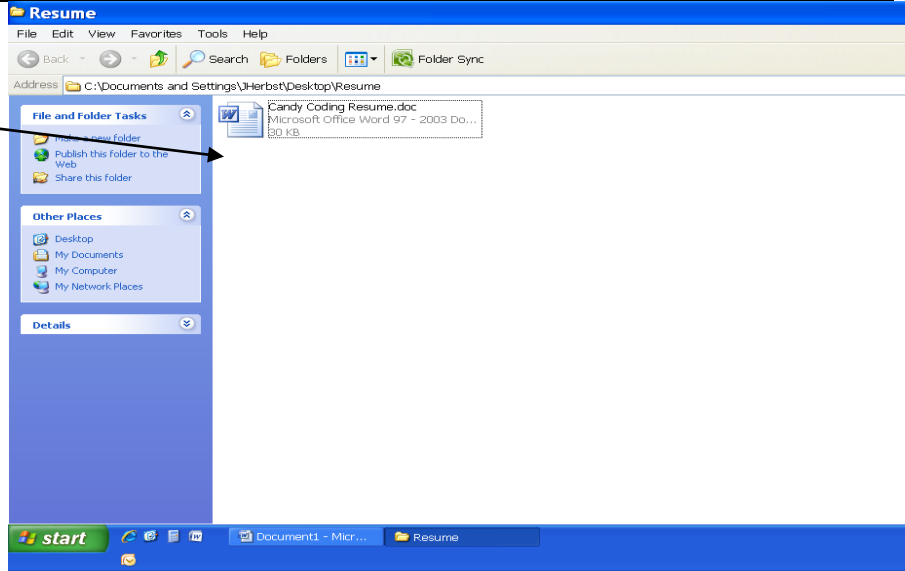 Resume
File Edit View Favorites Tools Help
Back Search Folders Folder Sync
Address C:\Documents and Settings\JHerbst\Desktop\Resume
File and Folder Tasks
Make a new folder
Publish this folder to the
Web
Share this folder
Other Places
Desktop
My Documents
My Computer
My Network Places
Details
Candy Coding Resume.doc
Microsoft Office Word 97 - 2003 Do...
30 KB
start Document1 - Micr... Resume